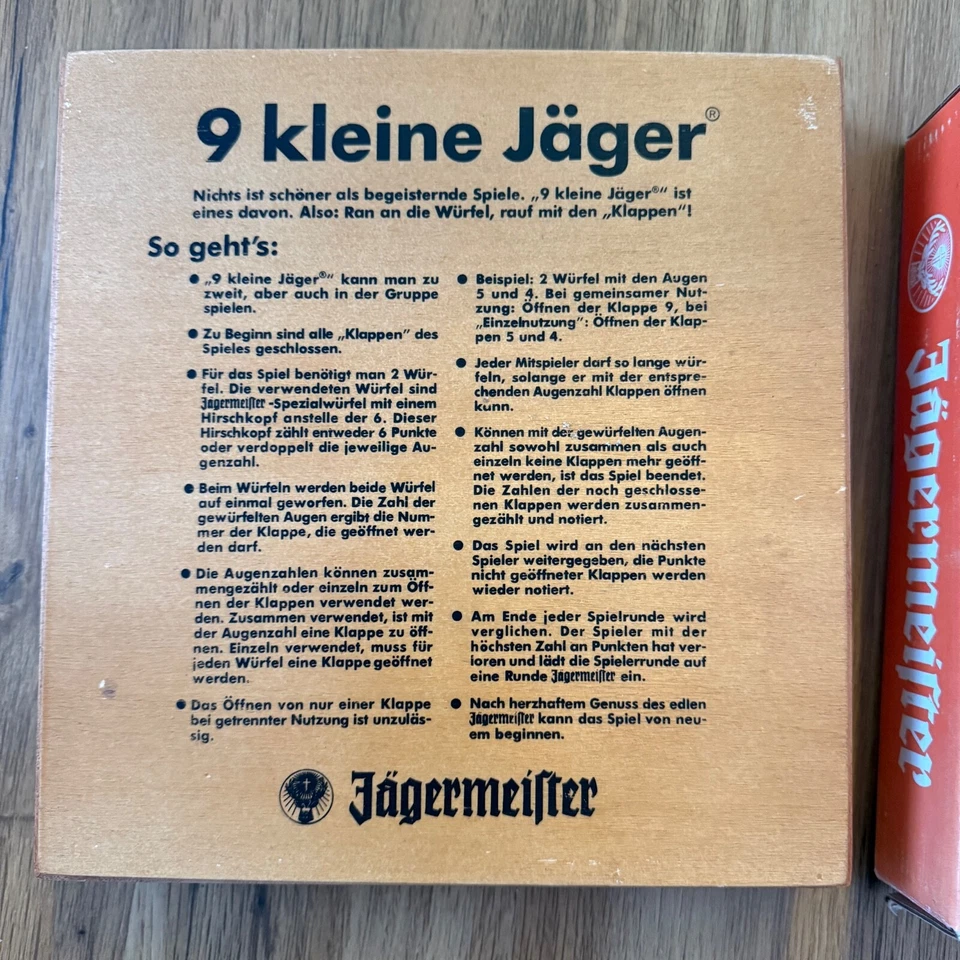 9 kleine Jäger®
Nichts ist schöner als begeisternde Spiele. „9 kleine Jäger®“ ist
eines davon. Also: Ran an die Würfel, rauf mit den „Klappen“!
So geht's:
● „9 kleine Jäger®“ kann man zu
zweit, aber auch in der Gruppe
spielen.
● Zu Beginn sind alle „Klappen“ des
Spieles geschlossen.
● Für das Spiel benötigt man 2 Wür-
fel. Die verwendeten Würfel sind
Jägermeister -Spezialwürfel mit einem
Hirschkopf anstelle der 6. Dieser
Hirschkopf zählt entweder 6 Punkte
oder verdoppelt die jeweilige Au-
genzahl.
● Beim Würfeln werden beide Würfel
auf einmal geworfen. Die Zahl der
gewürfelten Augen ergibt die Num-
mer der Klappe, die geöffnet wer-
den darf.
● Die Augenzahlen können zusam-
mengezählt oder einzeln zum Öff-
nen der Klappen verwendet wer-
den. Zusammen verwendet, ist mit
der Augenzahl eine Klappe zu öff-
nen. Einzeln verwendet, muss für
jeden Würfel eine Klappe geöffnet
werden.
● Das Öffnen von nur einer Klappe
bei getrennter Nutzung ist unzuläs-
sig.
● Beispiel: 2 Würfel mit den Augen
5 und 4. Bei gemeinsamer Nut-
zung: Öffnen der Klappe 9, bei
„Einzelnutzung“: Öffnen der Klap-
pen 5 und 4.
● Jeder Mitspieler darf so lange wür-
feln, solange er mit der entspre-
chenden Augenzahl Klappen öffnen
kann.
● Können mit der gewürfelten Augen-
zahl sowohl zusammen als auch
einzeln keine Klappen mehr geöff-
net werden, ist das Spiel beendet.
Die Zahlen der noch geschlosse-
nen Klappen werden zusammen-
gezählt und notiert.
● Das Spiel wird an den nächsten
Spieler weitergegeben, die Punkte
nicht geöffneter Klappen werden
wieder notiert.
● Am Ende jeder Spielrunde wird
verglichen. Der Spieler mit der
höchsten Zahl an Punkten hat ver-
loren und lädt die Spielerrunde auf
eine Runde Jägermeister ein.
● Nach herzhaftem Genuss des edlen
Jägermeister kann das Spiel von neu-
em beginnen.
Jägermeiſter
Jägermeiſter